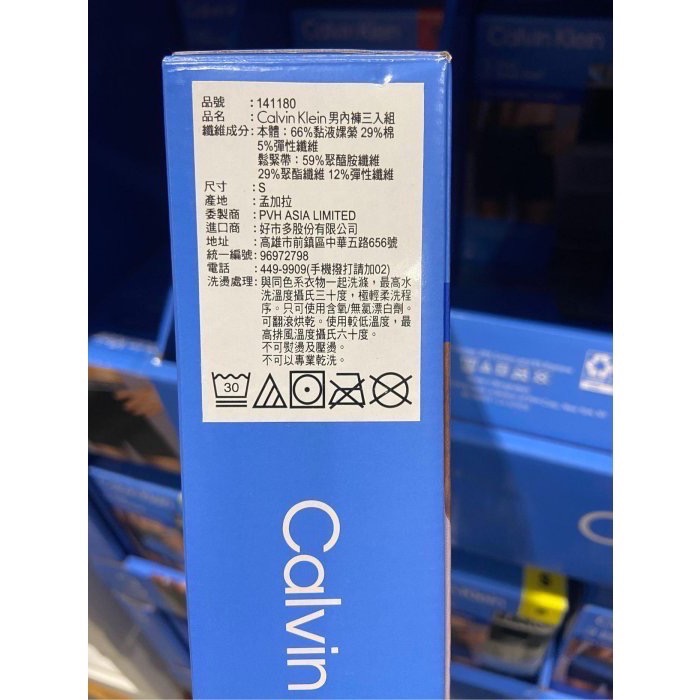 品號 :141180
品名 :Calvin Klein 男內褲三入組
纖維成分:本體：66%黏液嫘縈 29%棉
5%彈性纖維
鬆緊帶：59%聚醯胺纖維
29%聚酯纖維 12%彈性纖維
尺寸 :S
產地 :孟加拉
委製商 :PVH ASIA LIMITED
進口商 :好市多股份有限公司
地址 :高雄市前鎮區中華五路656號
統一編號:96972798
電話 :449-9909(手機撥打請加02)
洗燙處理:與同色系衣物一起洗滌，最高水
洗溫度攝氏三十度，極輕柔洗程
序。只可使用含氧/無氯漂白劑。
可翻滾烘乾。使用較低溫度，最
高排風溫度攝氏六十度。
不可熨燙及壓燙。
不可以專業乾洗。
30
Calvin
Calvin Klein
Calvin Klein